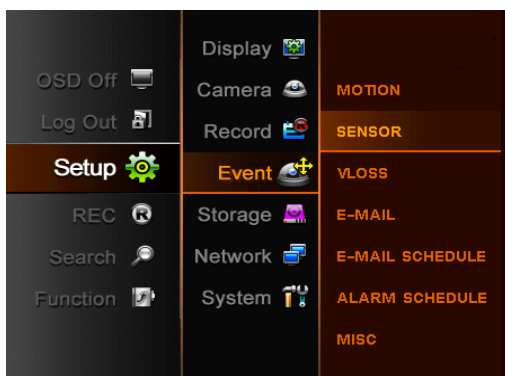 OSD Off
Log Out
Setup
REC
Search
Function
Display
Camera
Record
Event
Storage
Network
System
MOTION
SENSOR
VLOSS
E-MAIL
E-MAIL SCHEDULE
ALARM SCHEDULE
MISC